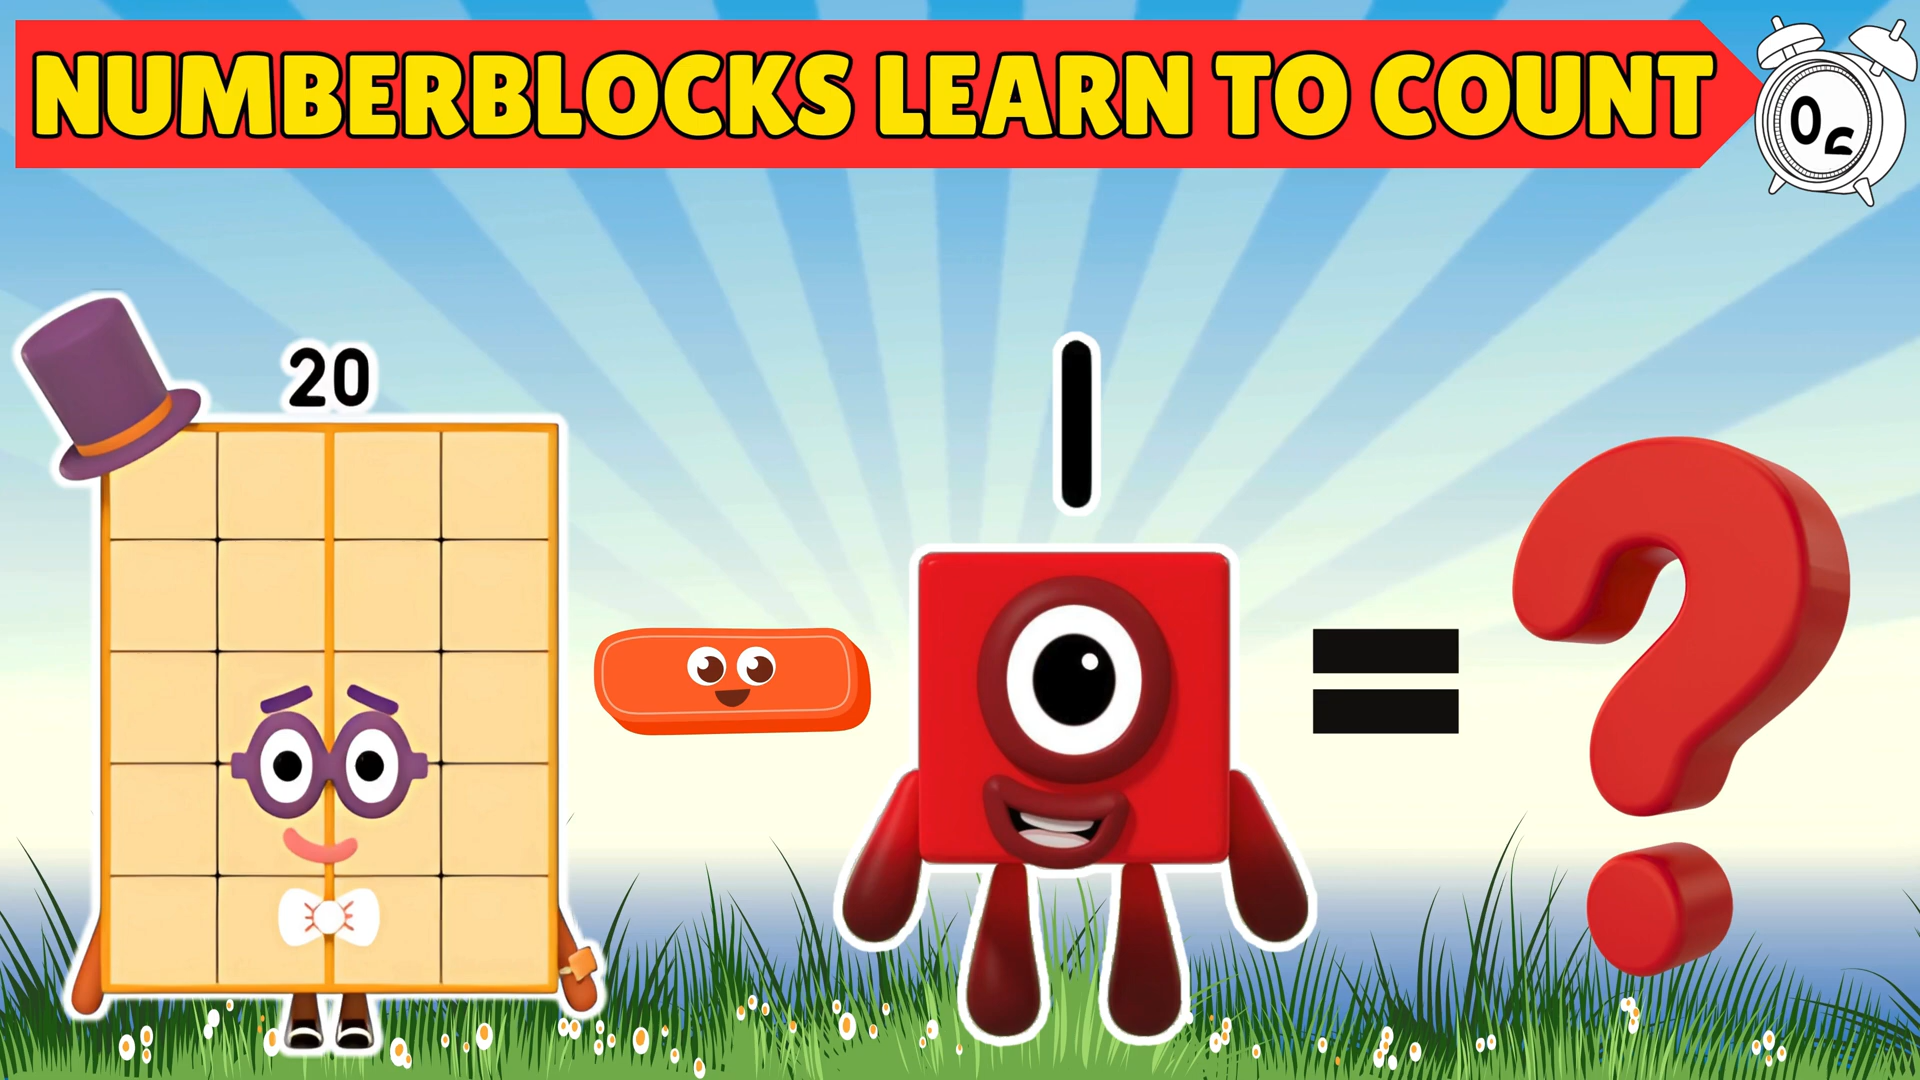 NUMBERBLOCKS LEARN TO COUNT
20
1
- = ?